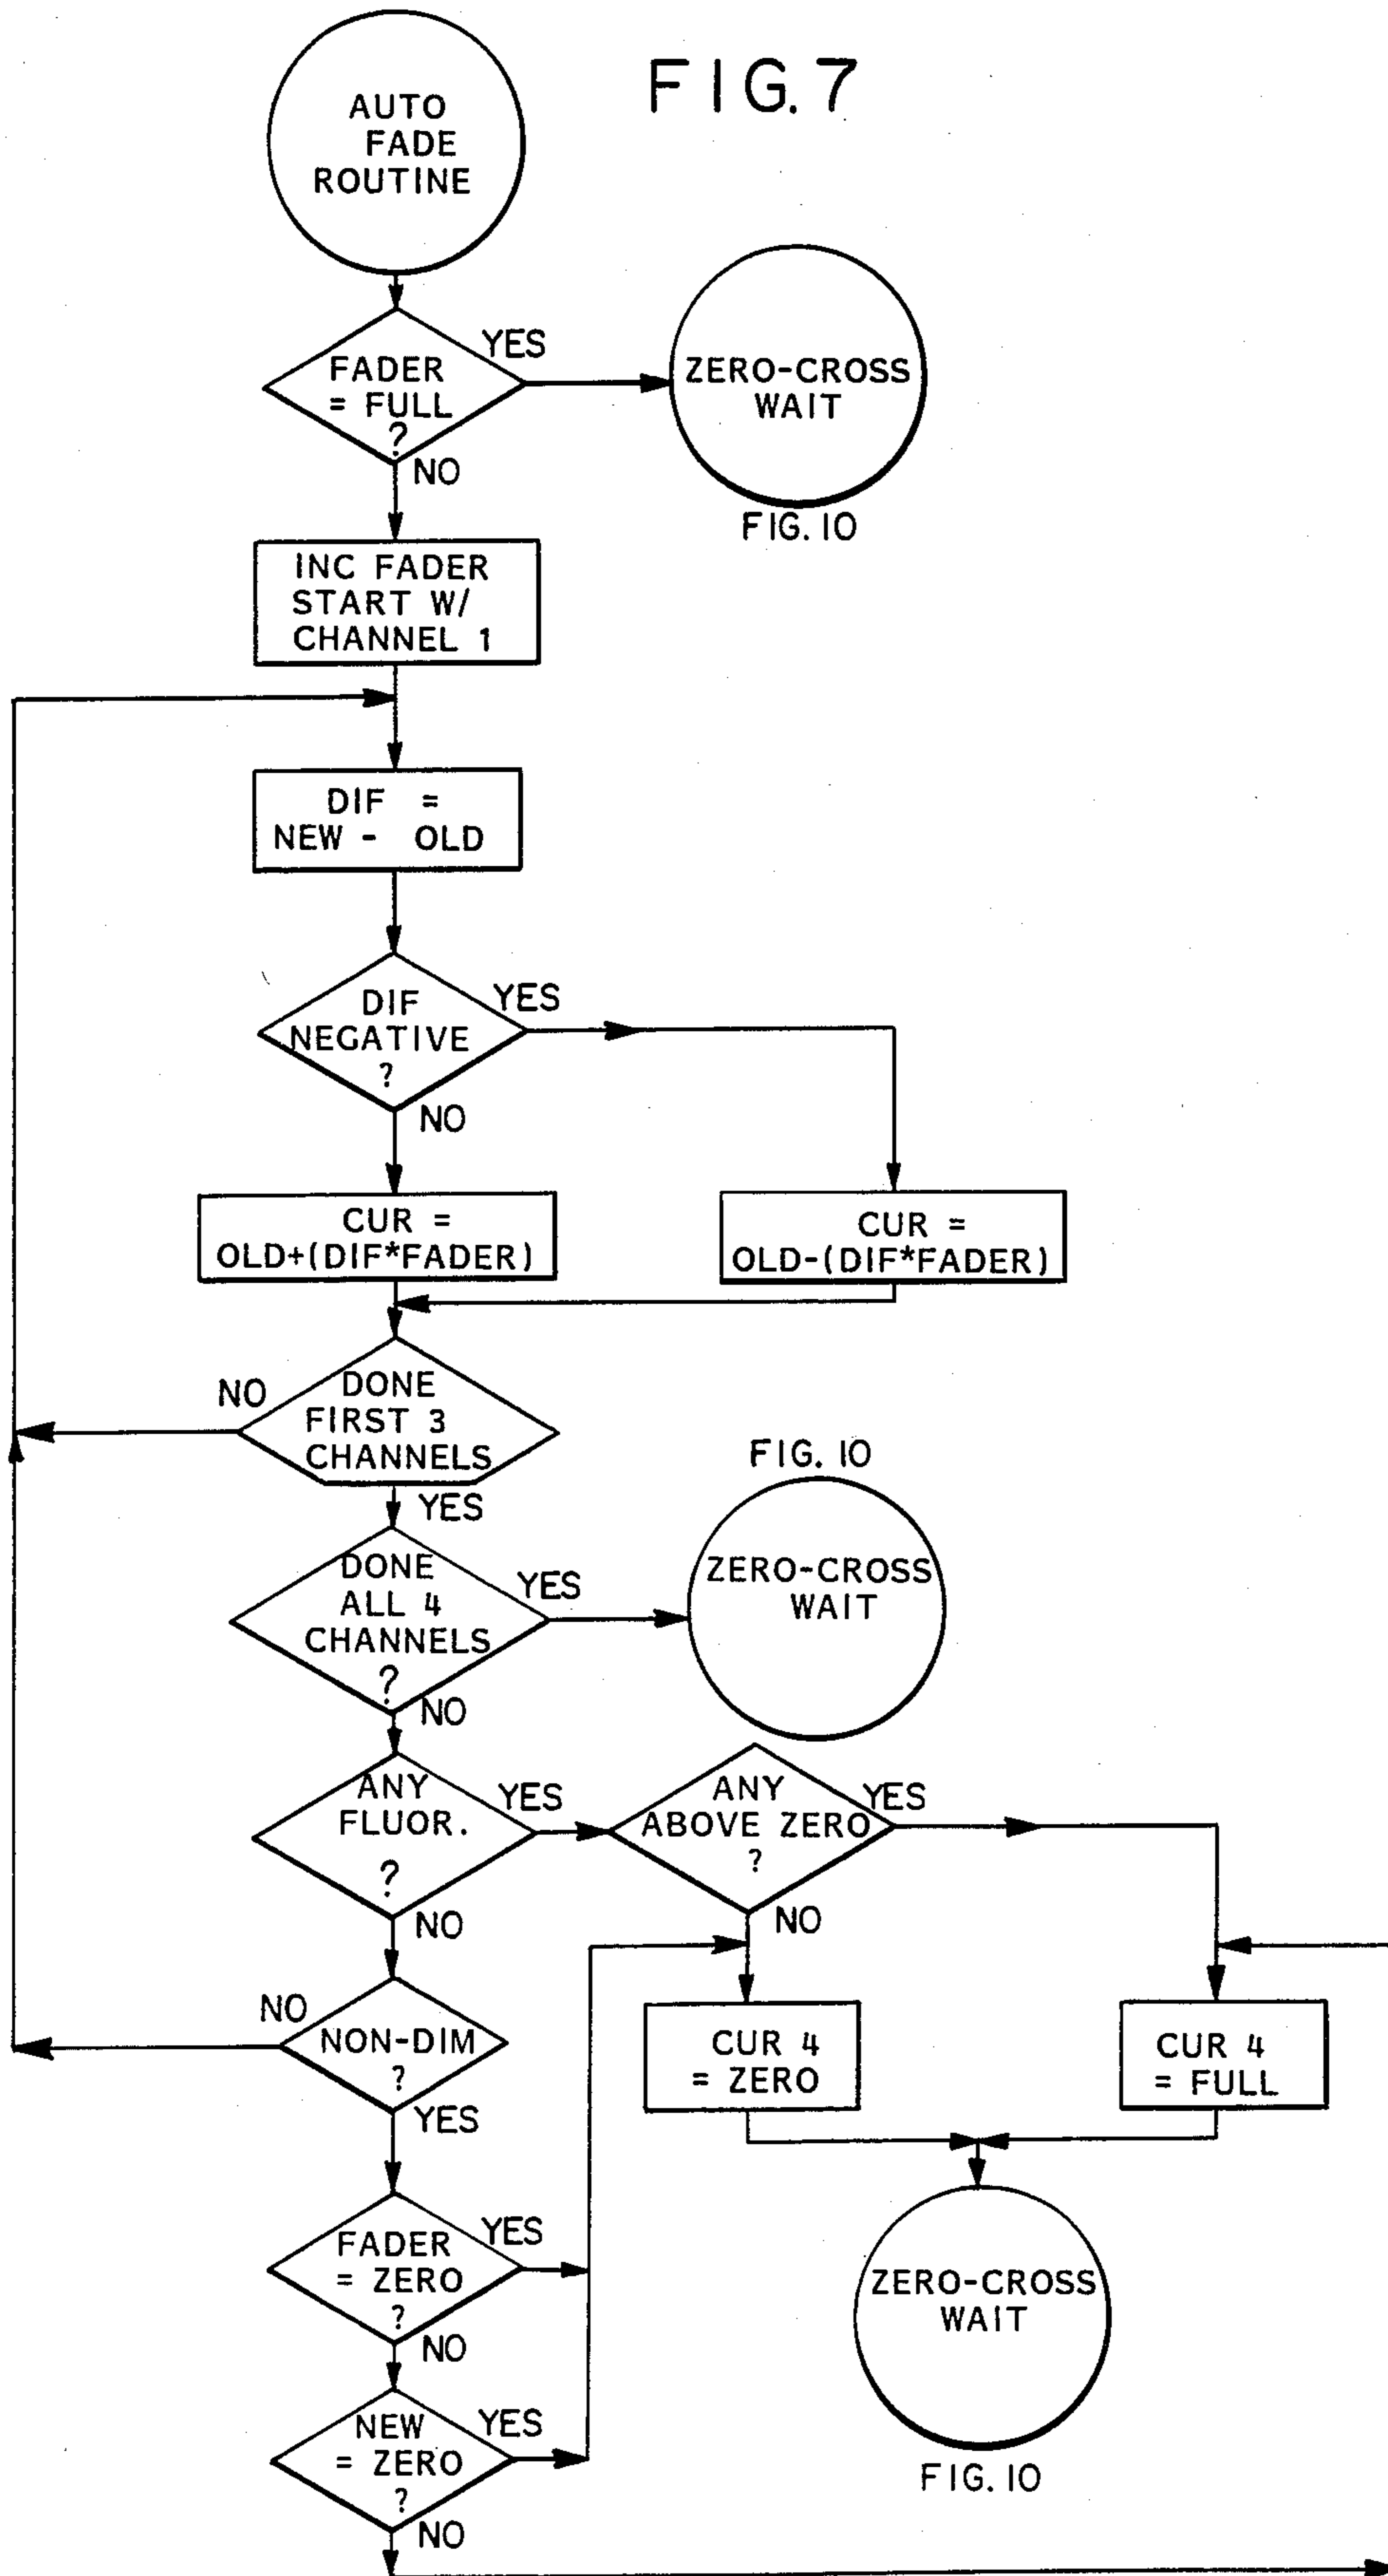 FIG. 7
AUTO
FADE
ROUTINE
YES
FADER
= FULL
?
NO
ZERO-CROSS
WAIT
FIG. 10
INC FADER
START W/
CHANNEL 1
DIF =
NEW - OLD
DIF
NEGATIVE
?
YES
NO
CUR =
OLD+(DIF*FADER)
CUR =
OLD-(DIF*FADER)
NO
DONE
FIRST 3
CHANNELS
YES
FIG. 10
ZERO-CROSS
WAIT
DONE
ALL 4
CHANNELS
?
YES
NO
ANY
FLUOR.
?
YES
NO
ANY
ABOVE ZERO
?
YES
NO
NO
NON-DIM
?
YES
CUR 4
= ZERO
CUR 4
= FULL
FADER
= ZERO
?
YES
NO
ZERO-CROSS
WAIT
FIG. 10
NEW
= ZERO
?
YES
NO